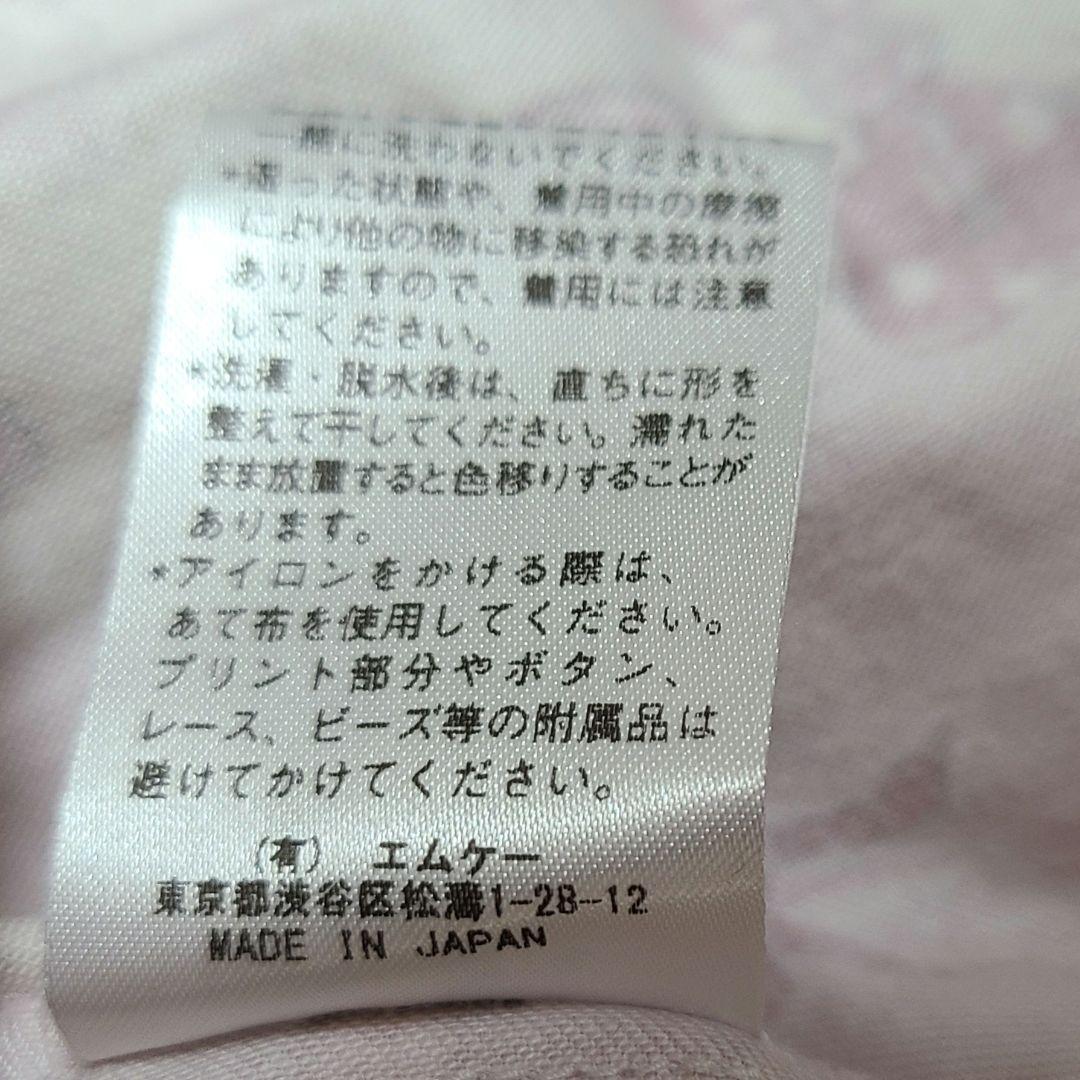 一緒に洗わないでください。
*湿った状態や、着用中の摩擦
により他の物に移染する恐れが
ありますので、着用には注意
してください。
*洗濯・脱水後は、直ちに形を
整えて干してください。濡れた
まま放置すると色移りすることが
あります。
*アイロンをかける際は、
あて布を使用してください。
プリント部分やボタン、
レース、ビーズ等の附属品は
避けてかけてください。
(有) エムケー
東京都渋谷区松濤1-28-12
MADE IN JAPAN